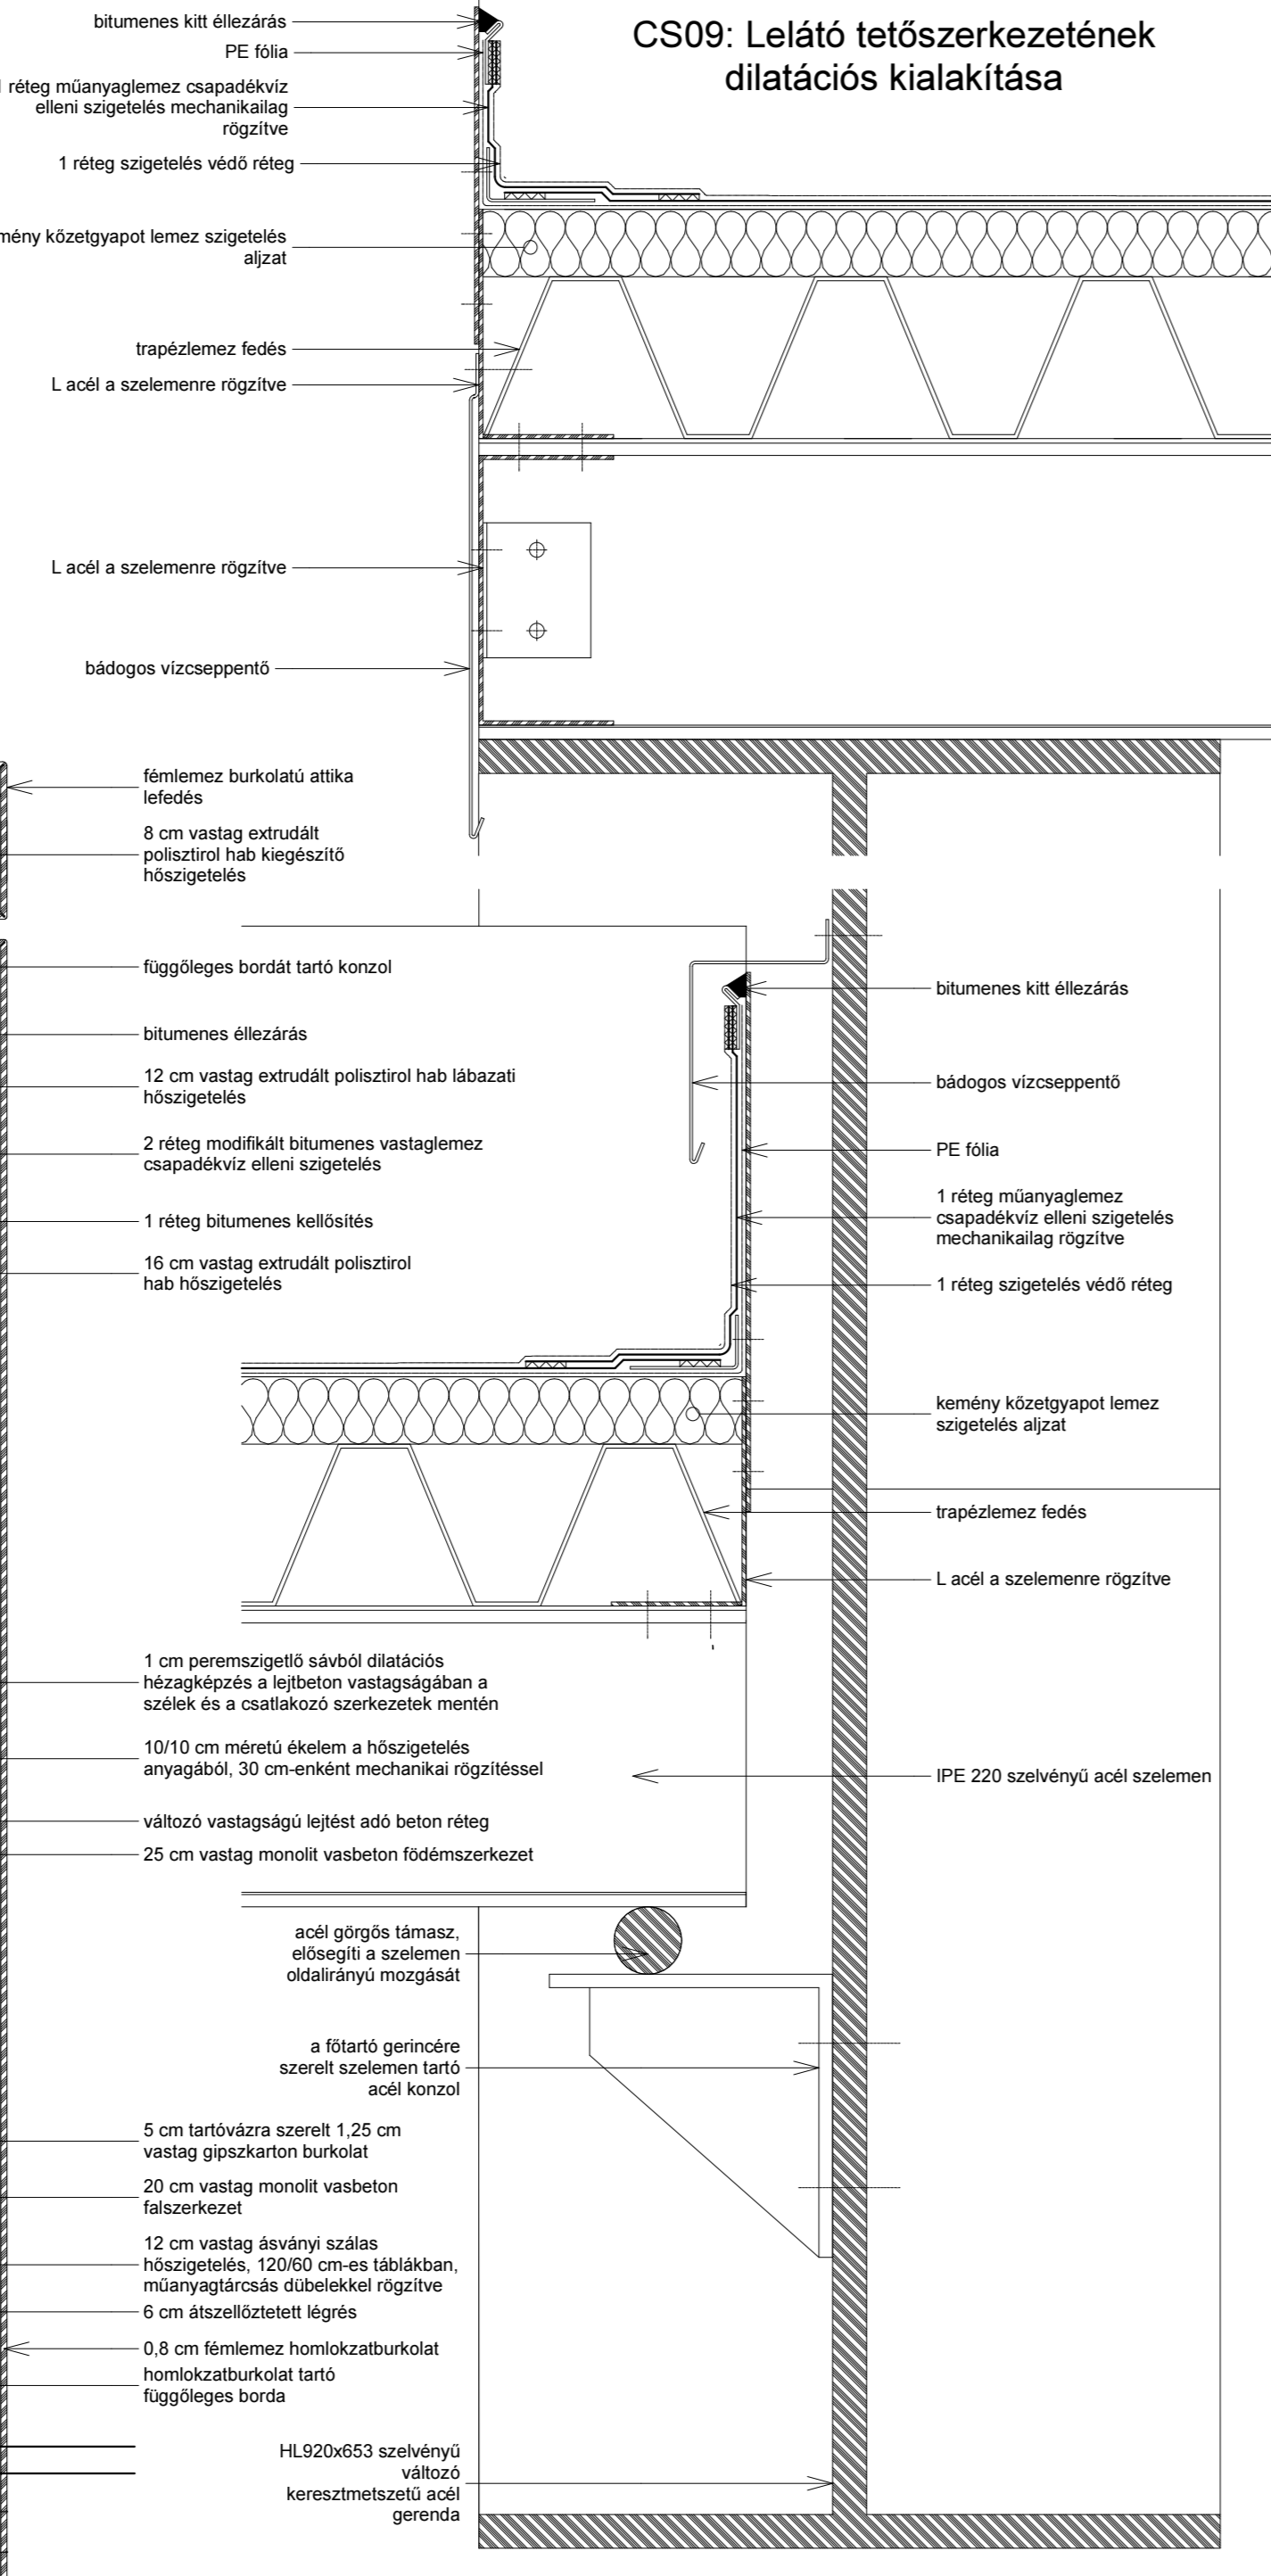 CS09: Lelátó tetőszerkezetének
dilatációs kialakítása
bitumenes kitt éllezárás
PE fólia
réteg műanyaglemez csapadékvíz
elleni szigetelés mechanikailag
rögzítve
1 réteg szigetelés védő réteg
mény kőzetgyapot lemez szigetelés
aljzat
trapézlemez fedés
L acél a szelemenre rögzítve
L acél a szelemenre rögzítve
bádogos vízcseppentő
fémlemez burkolatú attika
lefedés
8 cm vastag extrudált
polisztirol hab kiegészítő
hőszigetelés
függőleges bordát tartó konzol
bitumenes éllezárás
12 cm vastag extrudált polisztirol hab lábazati
hőszigetelés
2 réteg modifikált bitumenes vastaglemez
csapadékvíz elleni szigetelés
1 réteg bitumenes kellősítés
16 cm vastag extrudált polisztirol
hab hőszigetelés
bitumenes kitt éllezárás
bádogos vízcseppentő
PE fólia
1 réteg műanyaglemez
csapadékvíz elleni szigetelés
mechanikailag rögzítve
1 réteg szigetelés védő réteg
kemény kőzetgyapot lemez
szigetelés aljzat
trapézlemez fedés
L acél a szelemenre rögzítve
1 cm peremszigetlő sávból dilatációs
hézagképzés a lejtbeton vastagságában a
szélek és a csatlakozó szerkezetek mentén
10/10 cm méretú ékelem a hőszigetelés
anyagából, 30 cm-enként mechanikai rögzítéssel
IPE 220 szelvényű acél szelemen
változó vastagságú lejtést adó beton réteg
25 cm vastag monolit vasbeton födémszerkezet
acél görgős támasz,
elősegíti a szelemen
oldalirányú mozgását
a főtartó gerincére
szerelt szelemen tartó
acél konzol
5 cm tartóvázra szerelt 1,25 cm
vastag gipszkarton burkolat
20 cm vastag monolit vasbeton
falszerkezet
12 cm vastag ásványi szálas
hőszigetelés, 120/60 cm-es táblákban,
műanyagtárcsás dübelekkel rögzítve
6 cm átszellőztetett légrés
0,8 cm fémlemez homlokzatburkolat
homlokzatburkolat tartó
függőleges borda
HL920x653 szelvényű
változó
keresztmetszetű acél
gerenda